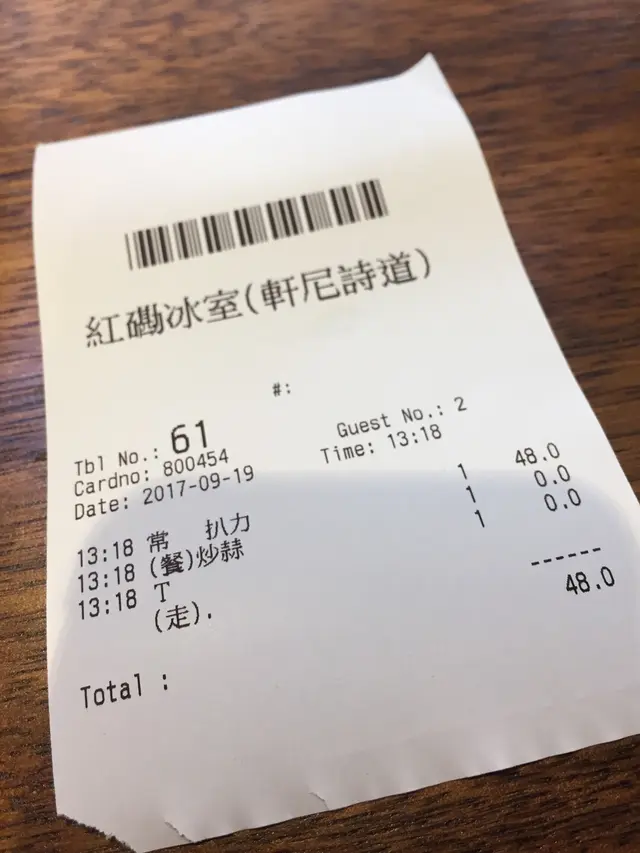 紅磡冰室(軒尼詩道)
#:
Tbl No.: 61
Guest No.: 2
Cardno: 800454
Time: 13:18
Date: 2017-09-19
13:18 常 扒力 1 48.0
13:18 (餐)炒蒜 1 0.0
13:18 T 1 0.0
(走).
------
Total : 48.0